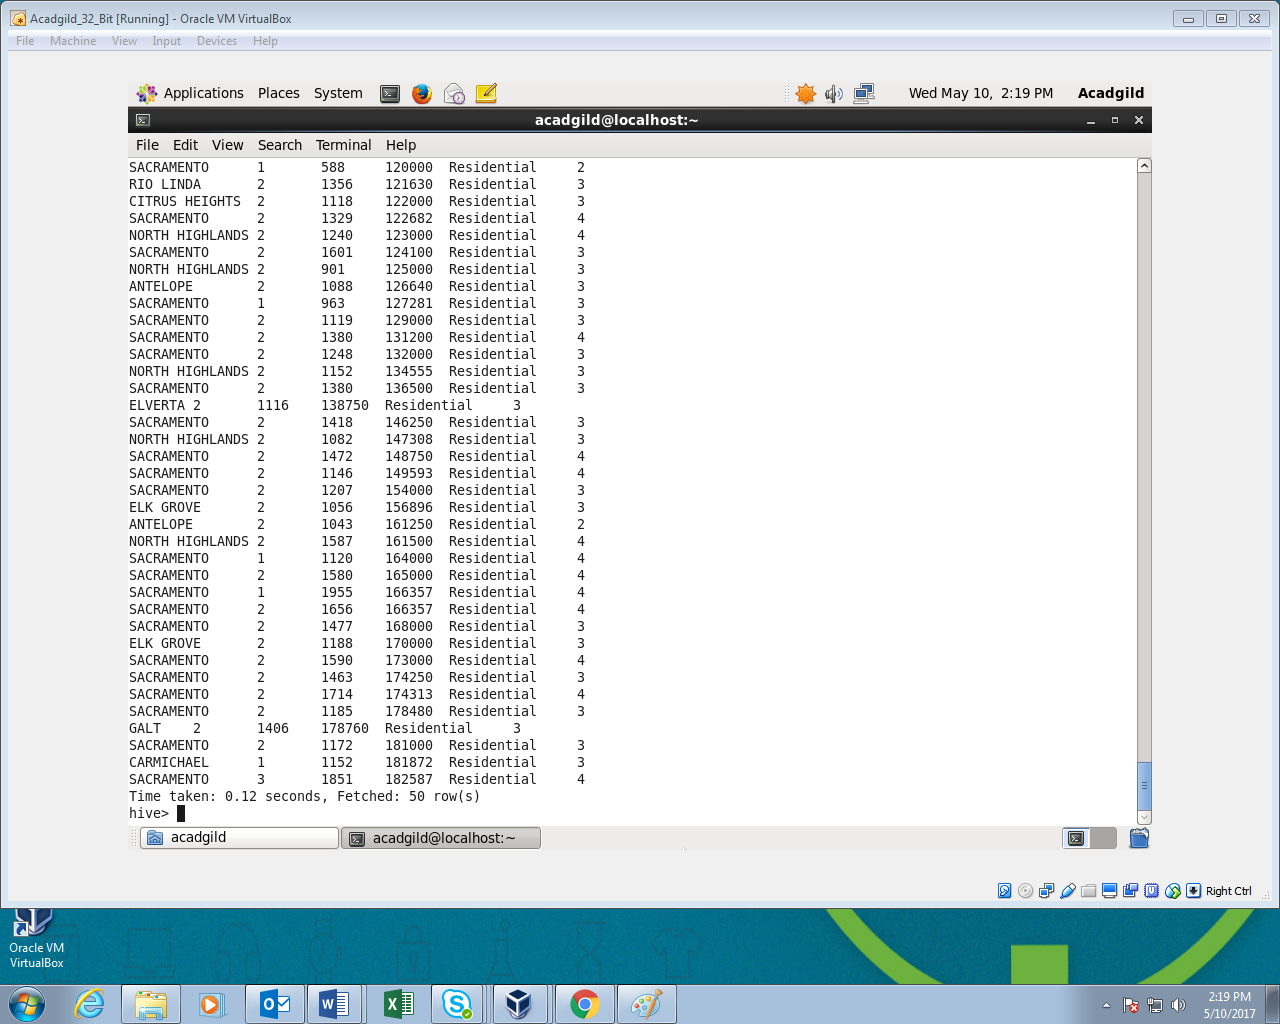 Acadgild_32_Bit [Running] - Oracle VM VirtualBox
File Machine View Input Devices Help
Applications Places System Wed May 10, 2:19 PM Acadgild
acadgild@localhost:~
File Edit View Search Terminal Help
SACRAMENTO 1 588 120000 Residential 2
RIO LINDA 2 1356 121630 Residential 3
CITRUS HEIGHTS 2 1118 122000 Residential 3
SACRAMENTO 2 1329 122682 Residential 4
NORTH HIGHLANDS 2 1240 123000 Residential 4
SACRAMENTO 2 1601 124100 Residential 3
NORTH HIGHLANDS 2 901 125000 Residential 3
ANTELOPE 2 1088 126640 Residential 3
SACRAMENTO 1 963 127281 Residential 3
SACRAMENTO 2 1119 129000 Residential 3
SACRAMENTO 2 1380 131200 Residential 4
SACRAMENTO 2 1248 132000 Residential 3
NORTH HIGHLANDS 2 1152 134555 Residential 3
SACRAMENTO 2 1380 136500 Residential 3
ELVERTA 2 1116 138750 Residential 3
SACRAMENTO 2 1418 146250 Residential 3
NORTH HIGHLANDS 2 1082 147308 Residential 3
SACRAMENTO 2 1472 148750 Residential 4
SACRAMENTO 2 1146 149593 Residential 4
SACRAMENTO 2 1207 154000 Residential 3
ELK GROVE 2 1056 156896 Residential 3
ANTELOPE 2 1043 161250 Residential 2
NORTH HIGHLANDS 2 1587 161500 Residential 4
SACRAMENTO 1 1120 164000 Residential 4
SACRAMENTO 2 1580 165000 Residential 4
SACRAMENTO 1 1955 166357 Residential 4
SACRAMENTO 2 1656 166357 Residential 4
SACRAMENTO 2 1477 168000 Residential 3
ELK GROVE 2 1188 170000 Residential 3
SACRAMENTO 2 1590 173000 Residential 4
SACRAMENTO 2 1463 174250 Residential 3
SACRAMENTO 2 1714 174313 Residential 4
SACRAMENTO 2 1185 178480 Residential 3
GALT 2 1406 178760 Residential 3
SACRAMENTO 2 1172 181000 Residential 3
CARMICHAEL 1 1152 181872 Residential 3
SACRAMENTO 3 1851 182587 Residential 4
Time taken: 0.12 seconds, Fetched: 50 row(s)
hive>
acadgild acadgild@localhost:~
Right Ctrl
Oracle VM
VirtualBox
2:19 PM
5/10/2017